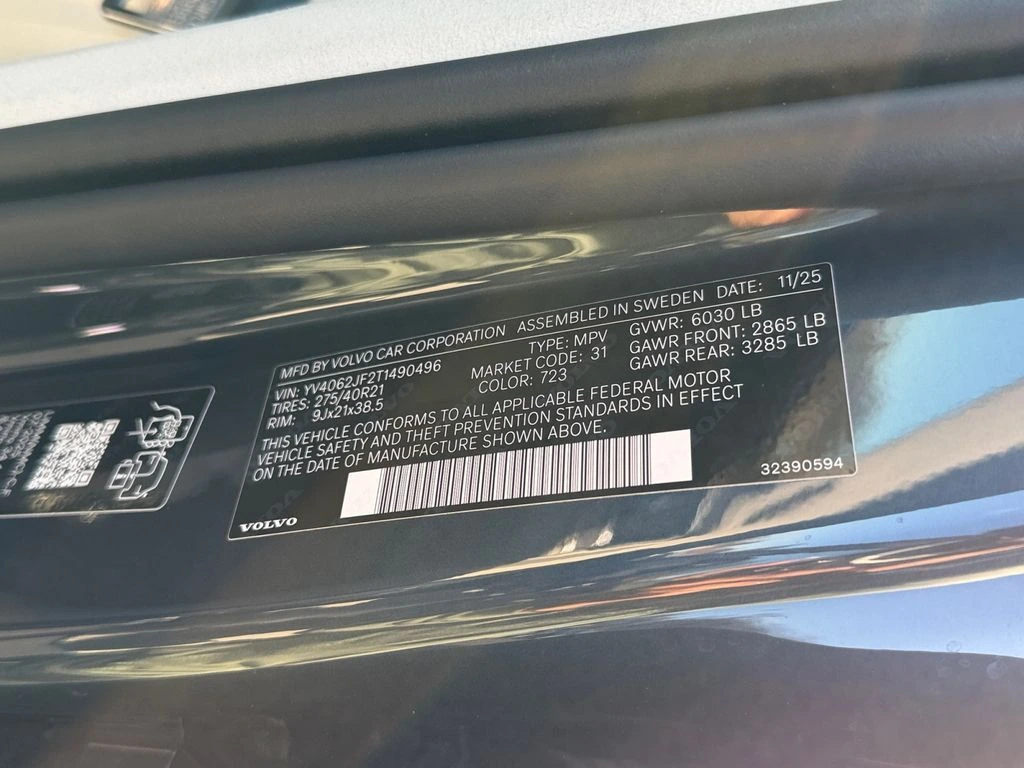 MFD BY VOLVO CAR CORPORATION ASSEMBLED IN SWEDEN DATE: 11/25
VIN: YV4062JF2T1490496 TYPE: MPV GVWR: 6030 LB
TIRES: 275/40R21 MARKET CODE: 31 GAWR FRONT: 2865 LB
RIM: 9Jx21x38.5 COLOR: 723 GAWR REAR: 3285 LB
THIS VEHICLE CONFORMS TO ALL APPLICABLE FEDERAL MOTOR
VEHICLE SAFETY AND THEFT PREVENTION STANDARDS IN EFFECT
ON THE DATE OF MANUFACTURE SHOWN ABOVE.
VOLVO
32390594